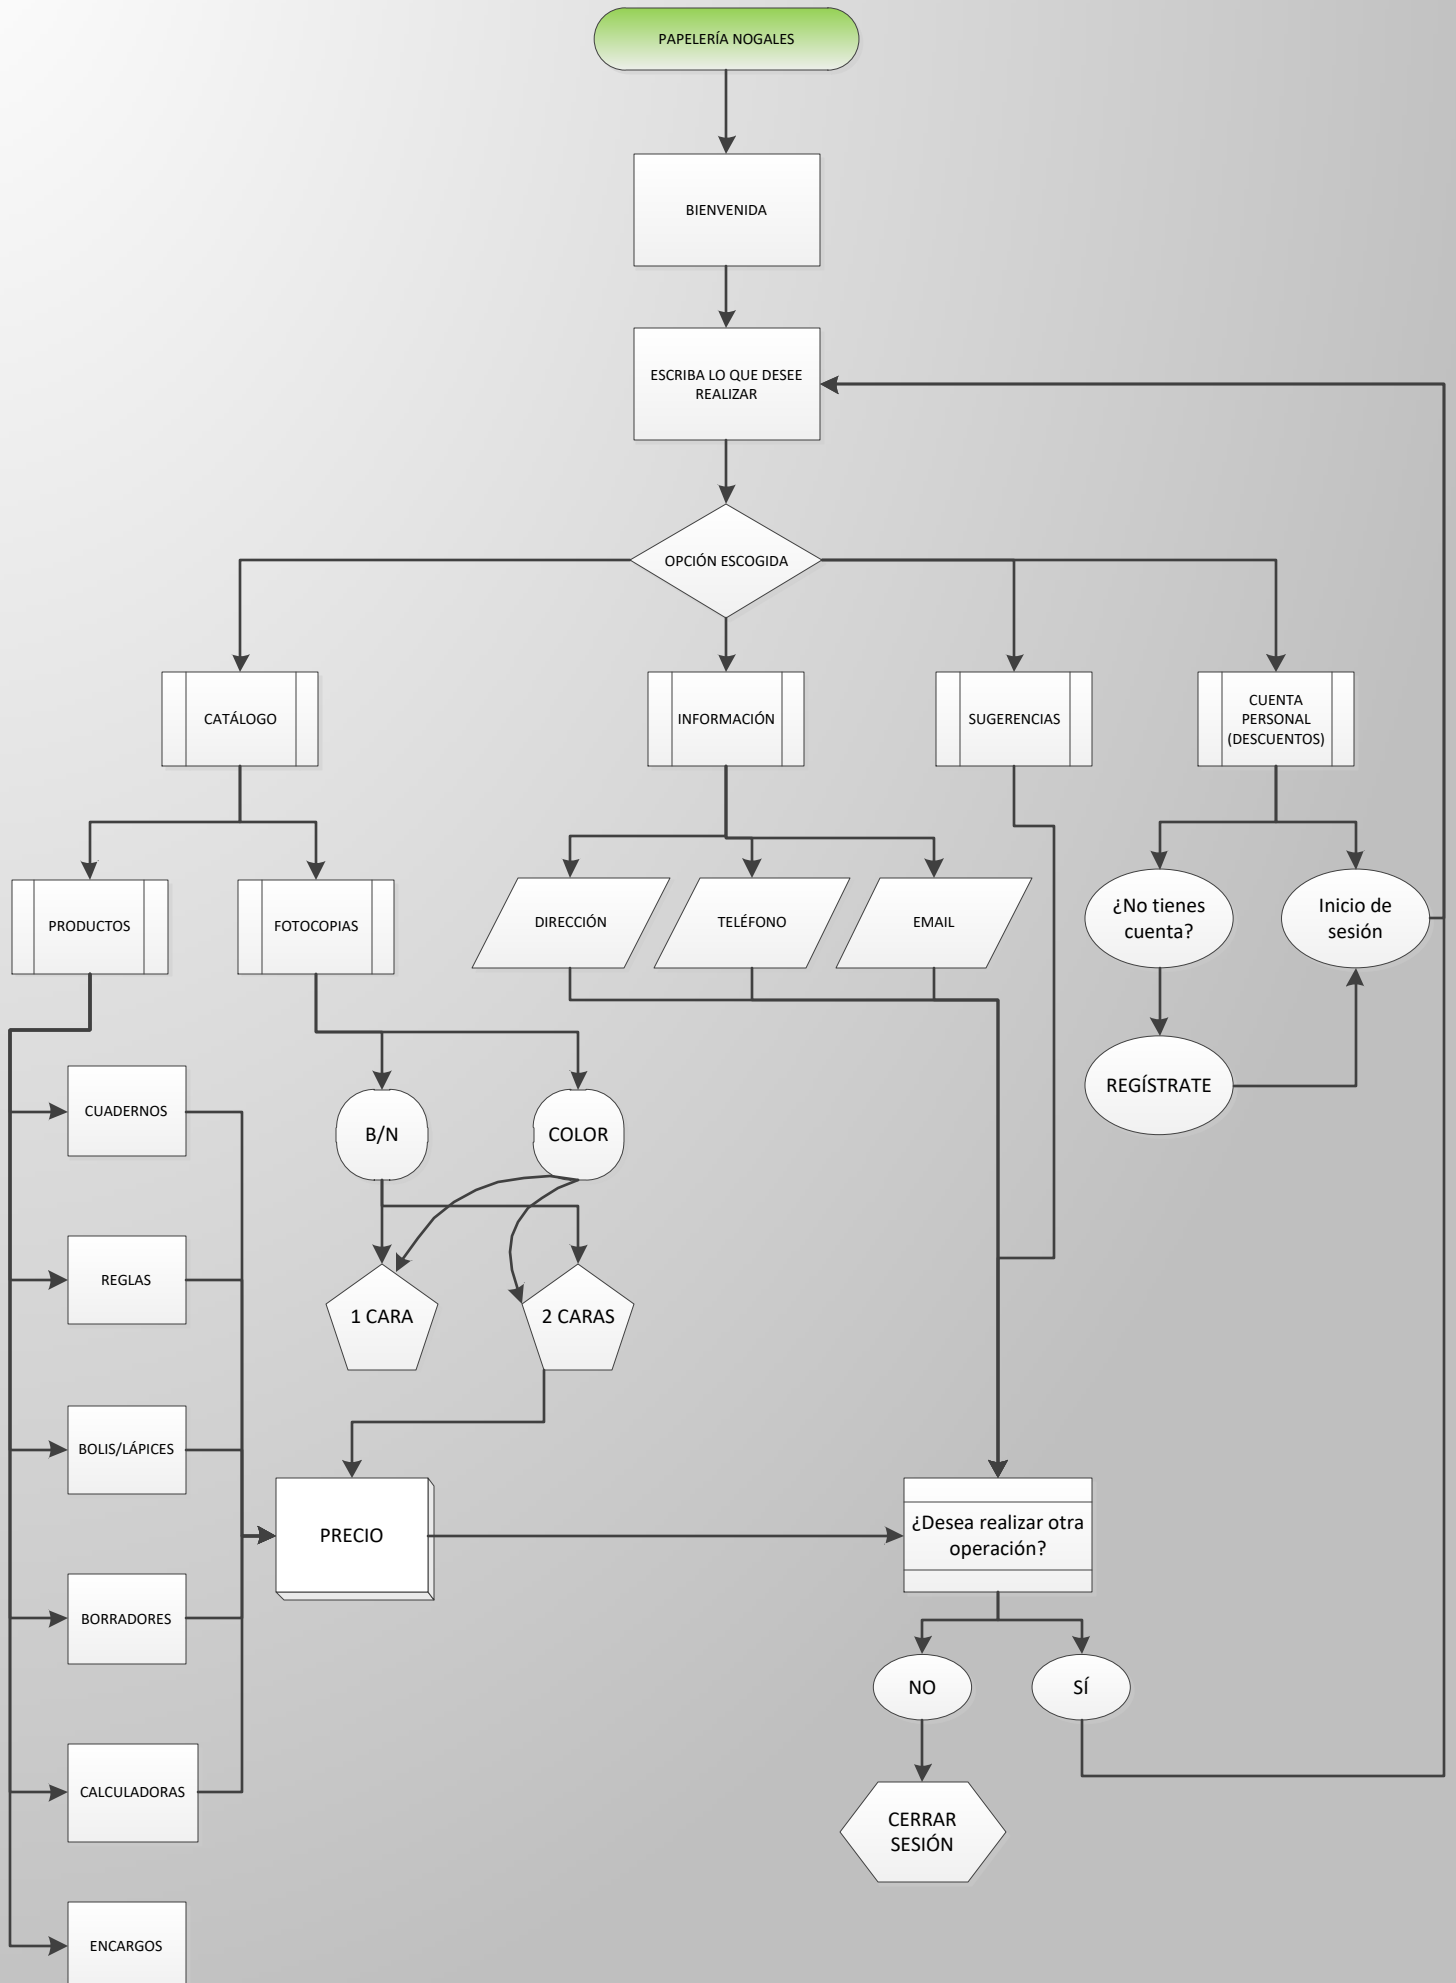 PAPELERÍA NOGALES
BIENVENIDA
ESCRIBA LO QUE DESEE
REALIZAR
OPCIÓN ESCOGIDA
CATÁLOGO
INFORMACIÓN
SUGERENCIAS
CUENTA
PERSONAL
(DESCUENTOS)
PRODUCTOS
FOTOCOPIAS
DIRECCIÓN
TELÉFONO
EMAIL
¿No tienes
cuenta?
Inicio de
sesión
REGÍSTRATE
CUADERNOS
B/N
COLOR
REGLAS
1 CARA
2 CARAS
BOLIS/LÁPICES
PRECIO
¿Desea realizar otra
operación?
BORRADORES
NO
SÍ
CALCULADORAS
CERRAR
SESIÓN
ENCARGOS